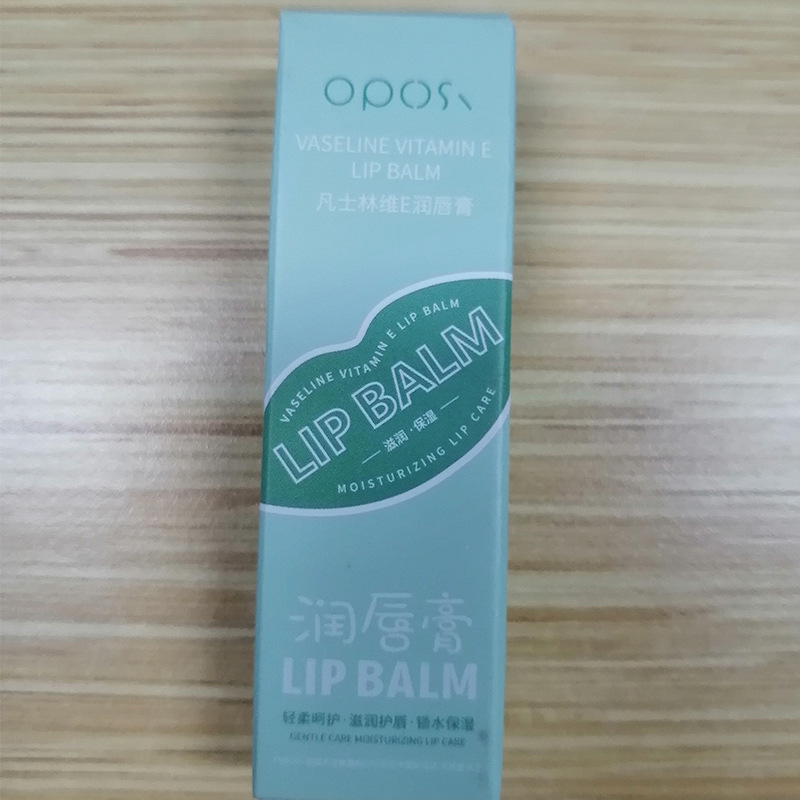 OPOSI
VASELINE VITAMIN E
LIP BALM
凡士林维E润唇膏
VASELINE VITAMIN E LIP BALM
LIP BALM
滋润·保湿
MOISTURIZING LIP CARE
润唇膏
LIP BALM
轻柔呵护·滋润护唇·锁水保湿
GENTLE CARE MOISTURIZING LIP CARE